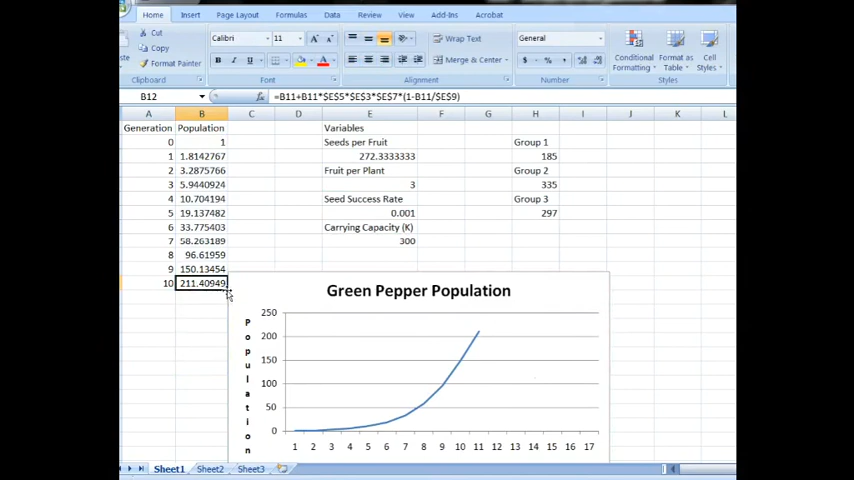 Home Insert Page Layout Formulas Data Review View Add-Ins Acrobat
Cut
Copy
Format Painter
Calibri 11 A A
Wrap Text
Merge & Center
General
B I U A
$ % ,
Conditional Formatting
Format as Table
Cell Styles
Clipboard Font Alignment Number Styles
B12 fx =B11+B11*$E$5*$E$3*$E$7*(1-B11/$E$9)
A B C D E F G H I J K L
Generation Population Variables
0 1 Seeds per Fruit Group 1
1 1.8142767 272.3333333 185
2 3.2875766 Fruit per Plant Group 2
3 5.9440924 3 335
4 10.704194 Seed Success Rate Group 3
5 19.137482 0.001 297
6 33.775403 Carrying Capacity (K)
7 58.263189 300
8 96.61959
9 150.13454
10 211.40949
Green Pepper Population
Population
250
200
150
100
50
0
1 2 3 4 5 6 7 8 9 10 11 12 13 14 15 16 17
Sheet1 Sheet2 Sheet3